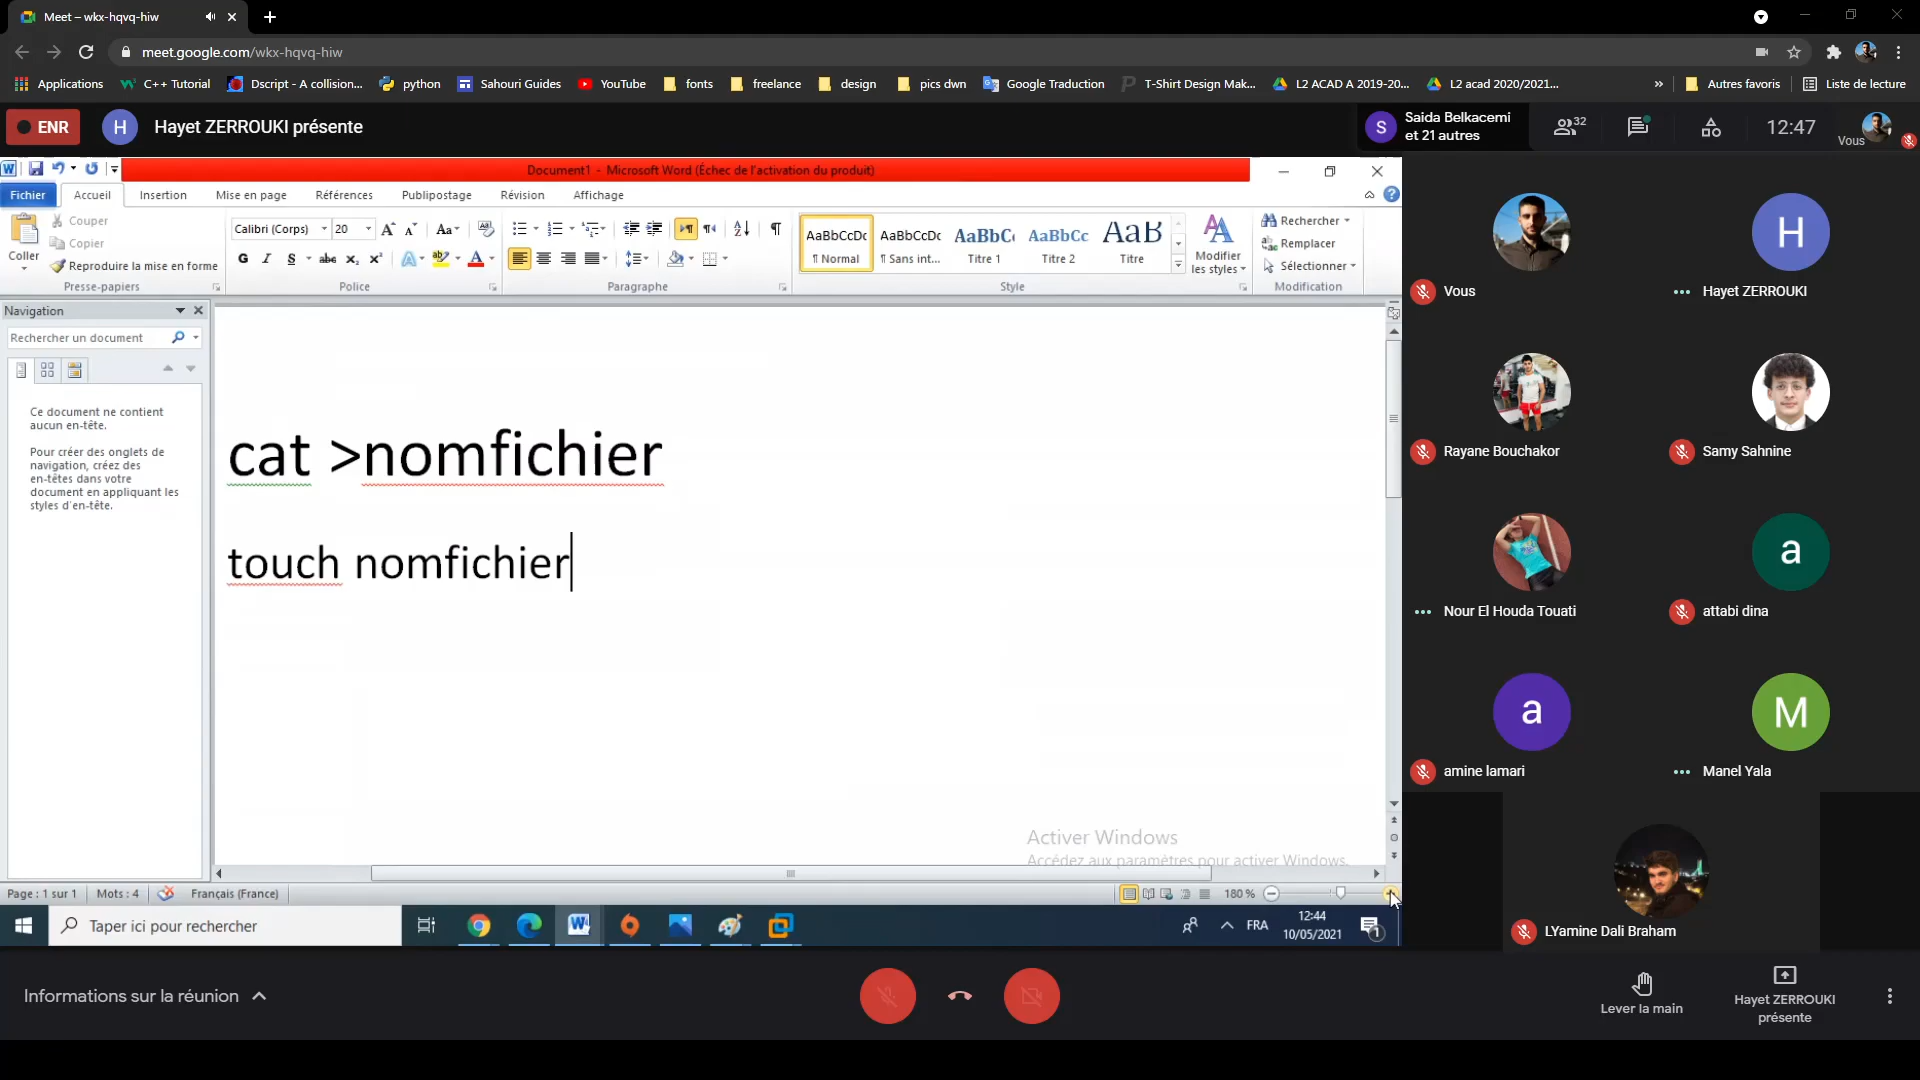 Meet – wkx-hqvq-hiw
meet.google.com/wkx-hqvq-hiw
Applications C++ Tutorial Dscript - A collision... python Sahouri Guides YouTube fonts freelance design pics dwn Google Traduction T-Shirt Design Mak... L2 ACAD A 2019-20... L2 acad 2020/2021... » Autres favoris Liste de lecture
ENR H Hayet ZERROUKI présente
S Saida Belkacemi
et 21 autres
32
12:47
Vous
Document1 - Microsoft Word (Échec de l'activation du produit)
Fichier Accueil Insertion Mise en page Références Publipostage Révision Affichage
Coller
Couper
Copier
Reproduire la mise en forme
Presse-papiers
Calibri (Corps) 20
G I S abc x₂ x²
Police
Paragraphe
AaBbCcDc AaBbCcDc AaBbC AaBbCc AaB
¶ Normal ¶ Sans int... Titre 1 Titre 2 Titre
Modifier
les styles
Style
Rechercher
Remplacer
Sélectionner
Modification
Navigation
Rechercher un document
Ce document ne contient
aucun en-tête.
Pour créer des onglets de
navigation, créez des
en-têtes dans votre
document en appliquant les
styles d'en-tête.
cat >nomfichier
touch nomfichier
Activer Windows
Accédez aux paramètres pour activer Windows.
Page : 1 sur 1 Mots : 4 Français (France) 180 %
Taper ici pour rechercher
FRA
12:44
10/05/2021
1
Vous
H
Hayet ZERROUKI
Rayane Bouchakor
Samy Sahnine
Nour El Houda Touati
a
attabi dina
a
amine lamari
M
Manel Yala
LYamine Dali Braham
Informations sur la réunion
Lever la main
Hayet ZERROUKI
présente